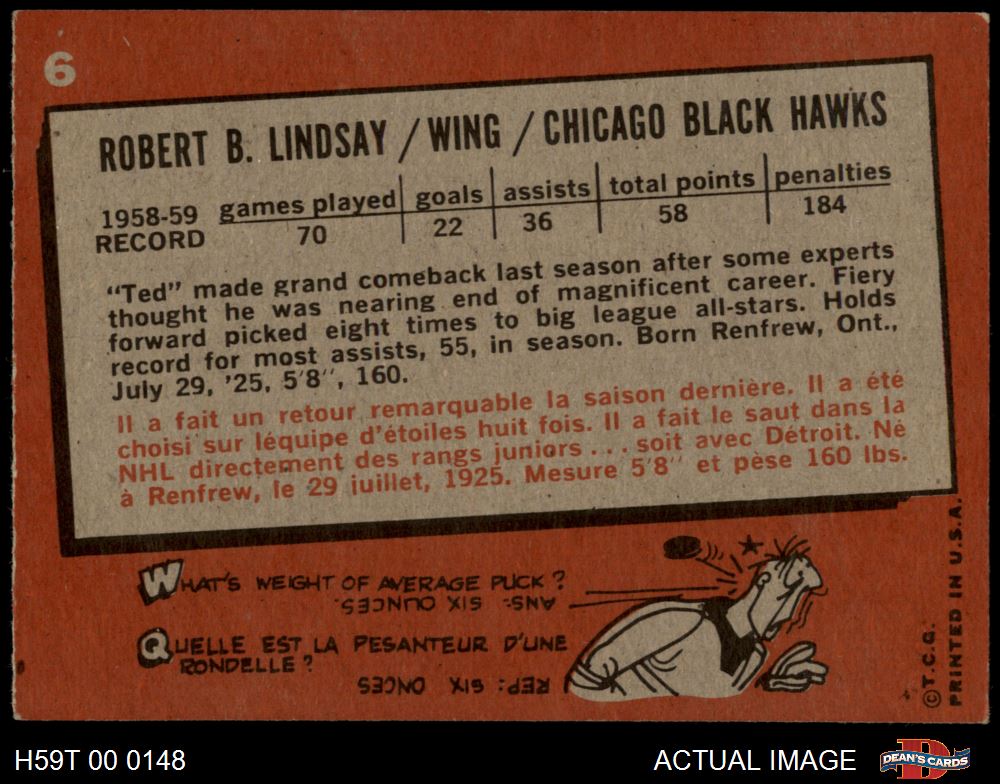 6
ROBERT B. LINDSAY / WING / CHICAGO BLACK HAWKS
1958-59 RECORD
games played goals assists total points penalties
70 22 36 58 184
"Ted" made grand comeback last season after some experts
thought he was nearing end of magnificent career. Fiery
forward picked eight times to big league all-stars. Holds
record for most assists, 55, in season. Born Renfrew, Ont.,
July 29, '25, 5'8", 160.
Il a fait un retour remarquable la saison dernière. Il a été
choisi sur léquipe d'étoiles huit fois. Il a fait le saut dans la
NHL directement des rangs juniors . . . soit avec Détroit. Né
à Renfrew, le 29 juillet, 1925. Mesure 5'8" et pèse 160 lbs.
WHAT'S WEIGHT OF AVERAGE PUCK ?
ANS- SIX OUNCES.
QUELLE EST LA PESANTEUR D'UNE
RONDELLE ?
REP: SIX ONCES
© T.C.G.
PRINTED IN U.S.A.
H59T 00 0148
ACTUAL IMAGE
D
DEAN'S CARDS